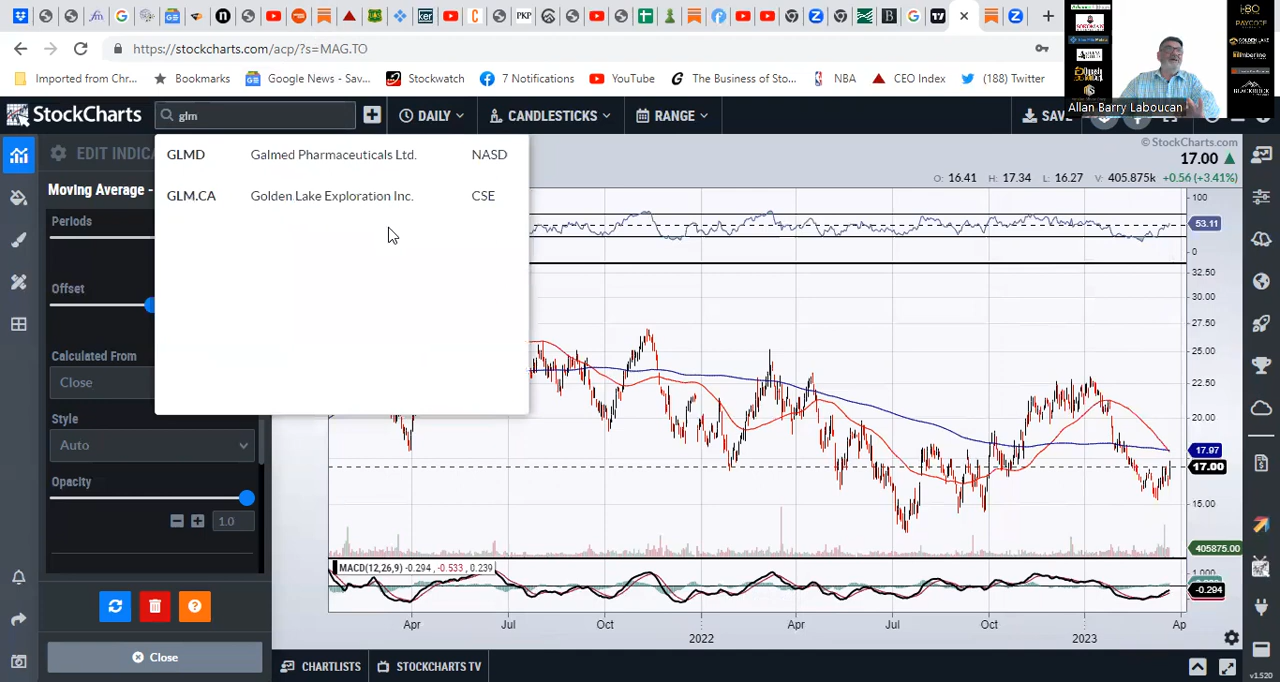 https://stockcharts.com/acp/?s=MAG.TO
Imported from Chr...
Bookmarks
Google News - Sav...
Stockwatch
7 Notifications
YouTube
The Business of Sto...
NBA
CEO Index
(188) Twitter
Allan Barry Laboucan
StockCharts
glm
DAILY
CANDLESTICKS
RANGE
SAVE
GLMD Galmed Pharmaceuticals Ltd. NASD
GLM.CA Golden Lake Exploration Inc. CSE
EDIT INDICA
Moving Average -
Periods
Offset
Calculated From
Close
Style
Auto
Opacity
1.0
Close
© StockCharts.com
17.00
O: 16.41 H: 17.34 L: 16.27 V: 405.875k +0.56 (+3.41%)
100
53.11
0
32.50
30.00
27.50
25.00
22.50
20.00
17.97
17.00
15.00
405875.00
MACD(12,26,9) -0.294 , -0.533 , 0.239
1.000
-0.294
Apr Jul Oct 2022 Apr Jul Oct 2023 Ap
CHARTLISTS
STOCKCHARTS TV
v1.520